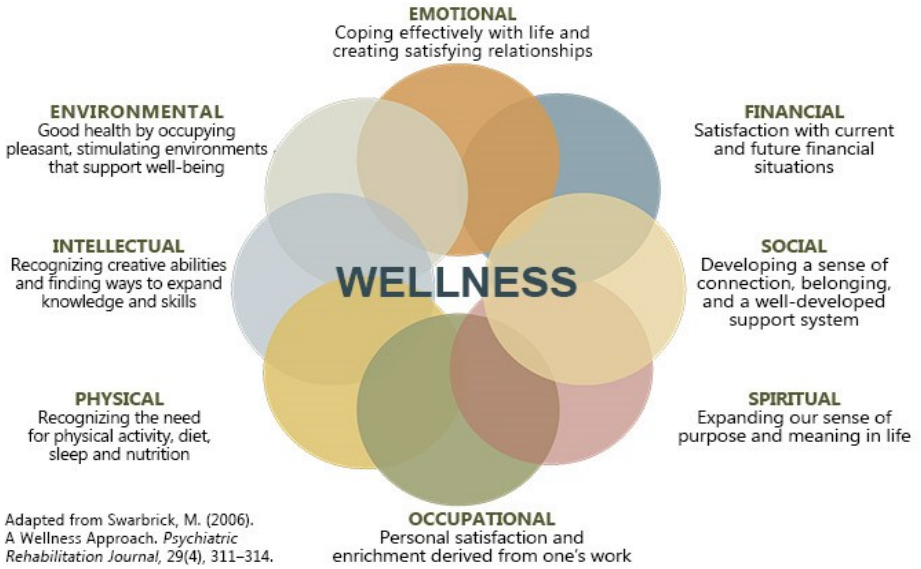 EMOTIONAL
Coping effectively with life and
creating satisfying relationships
ENVIRONMENTAL
Good health by occupying
pleasant, stimulating environments
that support well-being
FINANCIAL
Satisfaction with current
and future financial
situations
INTELLECTUAL
Recognizing creative abilities
and finding ways to expand
knowledge and skills
WELLNESS
SOCIAL
Developing a sense of
connection, belonging,
and a well-developed
support system
PHYSICAL
Recognizing the need
for physical activity, diet,
sleep and nutrition
SPIRITUAL
Expanding our sense of
purpose and meaning in life
OCCUPATIONAL
Personal satisfaction and
enrichment derived from one's work
Adapted from Swarbrick, M. (2006).
A Wellness Approach. Psychiatric
Rehabilitation Journal, 29(4), 311–314.